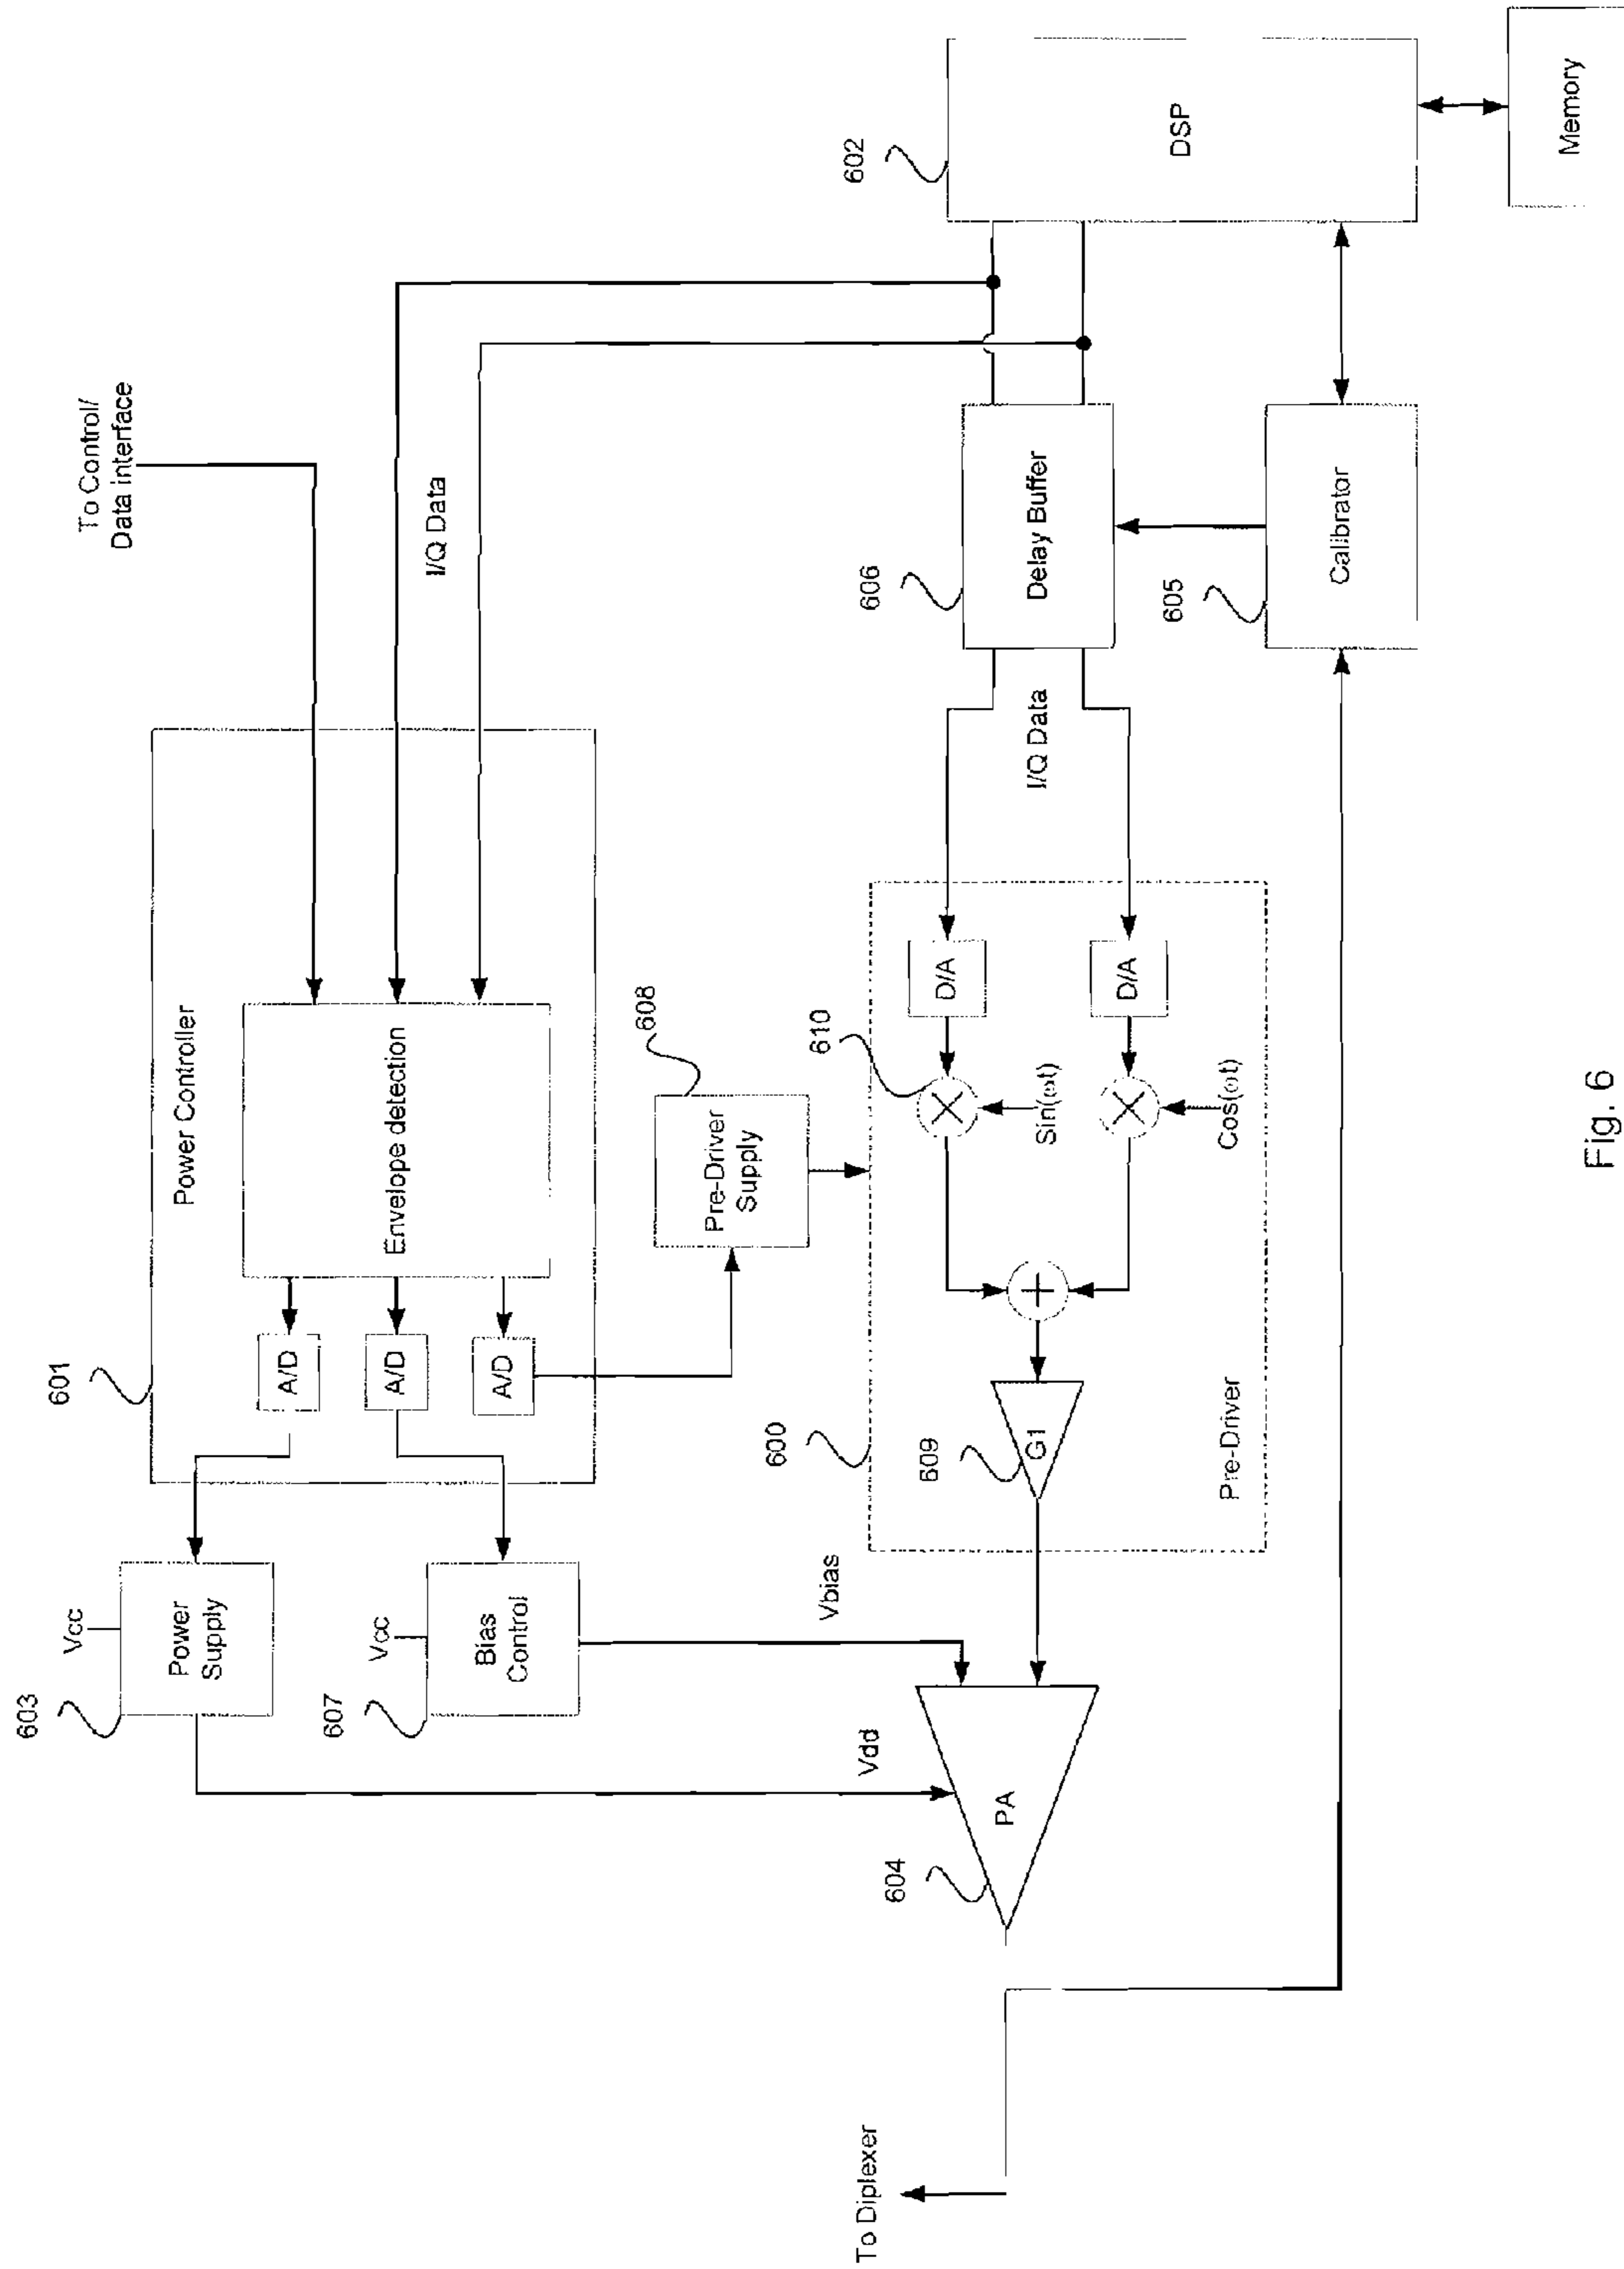 To Control/
Data interface
Power Controller
601
603
Vcc
Power
Supply
A/D
Envelope detection
I/Q Data
607
Vcc
Bias
Control
A/D
A/D
608
Pre-Driver
Supply
Vdd
Vbias
600
610
606
602
To Diplexer
604
PA
609
G1
Sin(ωt)
D/A
I/Q Data
Delay Buffer
DSP
D/A
Cos(ωt)
605
Pre-Driver
Calibrator
Memory
Fig. 6